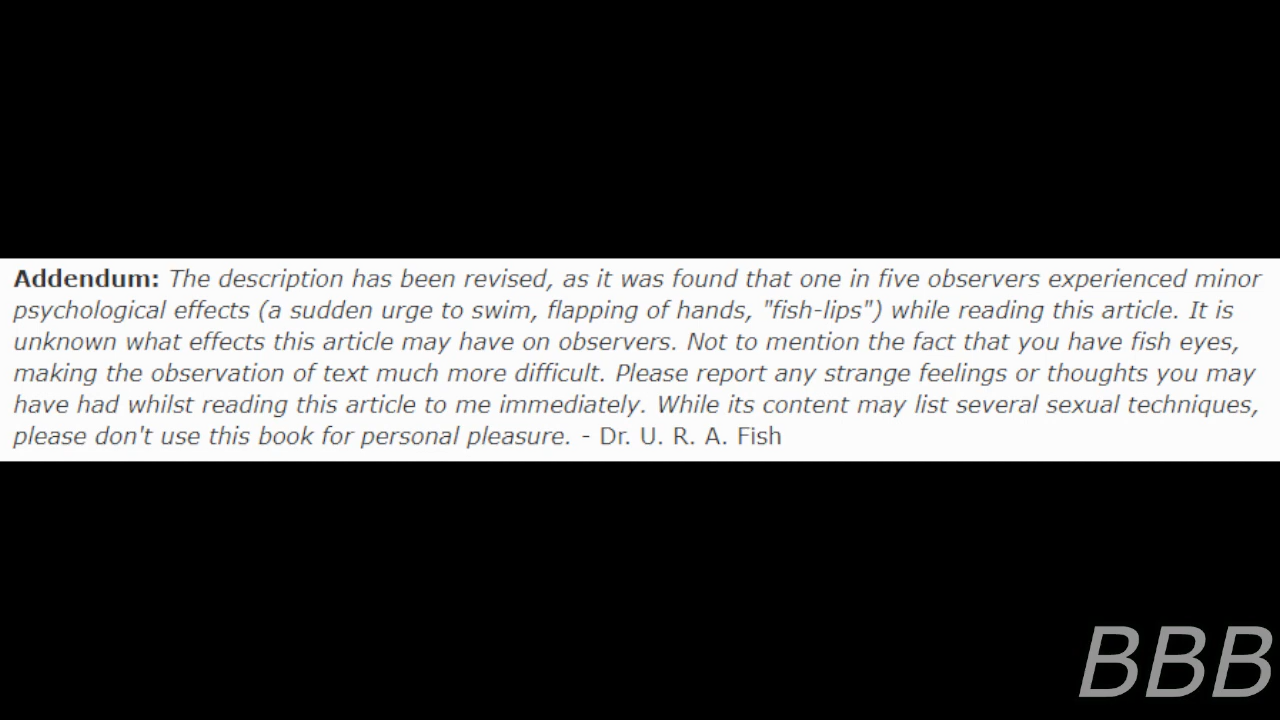 Addendum: The description has been revised, as it was found that one in five observers experienced minor
psychological effects (a sudden urge to swim, flapping of hands, "fish-lips") while reading this article. It is
unknown what effects this article may have on observers. Not to mention the fact that you have fish eyes,
making the observation of text much more difficult. Please report any strange feelings or thoughts you may
have had whilst reading this article to me immediately. While its content may list several sexual techniques,
please don't use this book for personal pleasure. - Dr. U. R. A. Fish
BBB